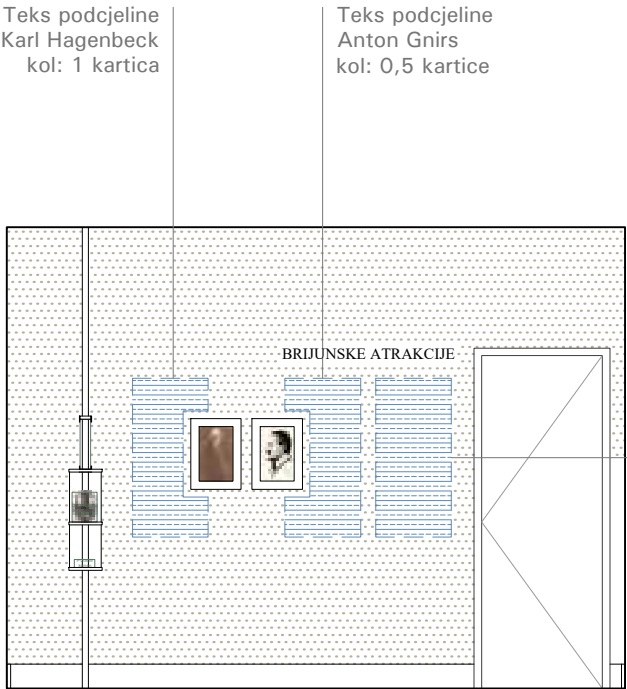 Teks podcjeline
Karl Hagenbeck
kol: 1 kartica
Teks podcjeline
Anton Gnirs
kol: 0,5 kartice
BRIJUNSKE ATRAKCIJE